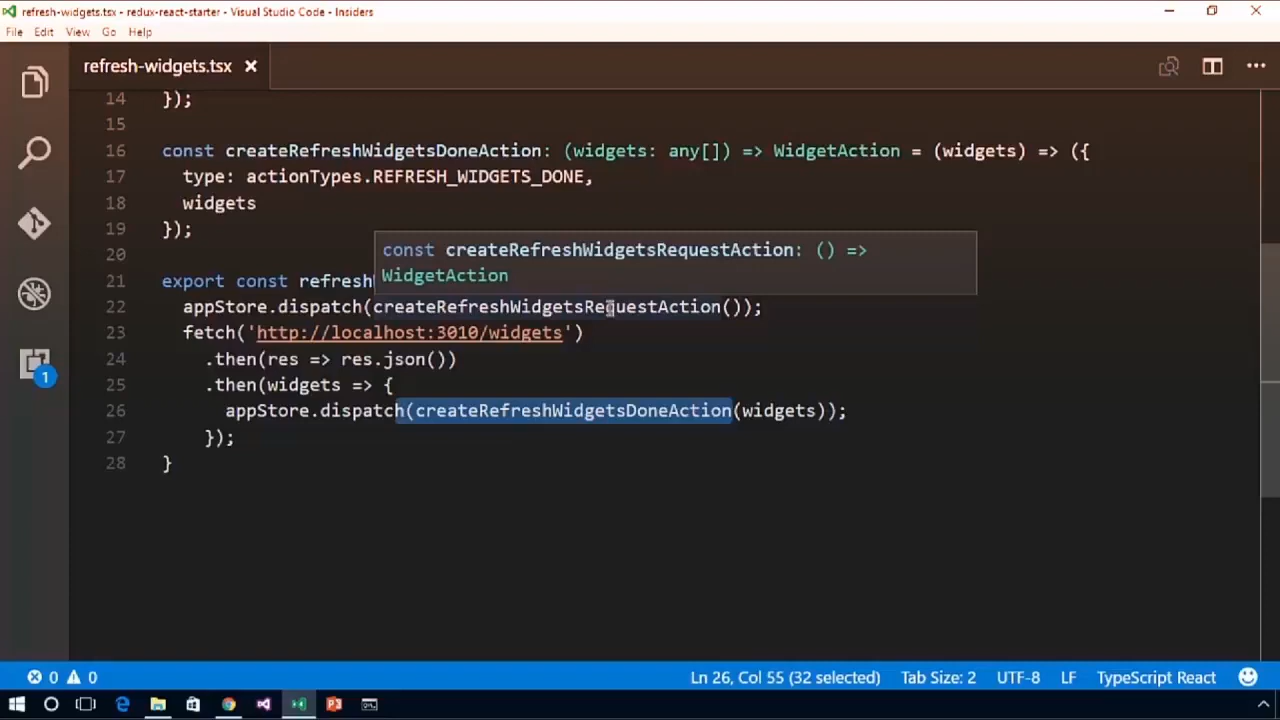 refresh-widgets.tsx - redux-react-starter - Visual Studio Code - Insiders
File Edit View Go Help
refresh-widgets.tsx
14 });
15
16 const createRefreshWidgetsDoneAction: (widgets: any[]) => WidgetAction = (widgets) => ({
17 type: actionTypes.REFRESH_WIDGETS_DONE,
18 widgets
19 });
20
const createRefreshWidgetsRequestAction: () =>
WidgetAction
21 export const refresh
22 appStore.dispatch(createRefreshWidgetsRequestAction());
23 fetch('http://localhost:3010/widgets')
24 .then(res => res.json())
25 .then(widgets => {
26 appStore.dispatch(createRefreshWidgetsDoneAction(widgets));
27 });
28 }
1
0 0 Ln 26, Col 55 (32 selected) Tab Size: 2 UTF-8 LF TypeScript React